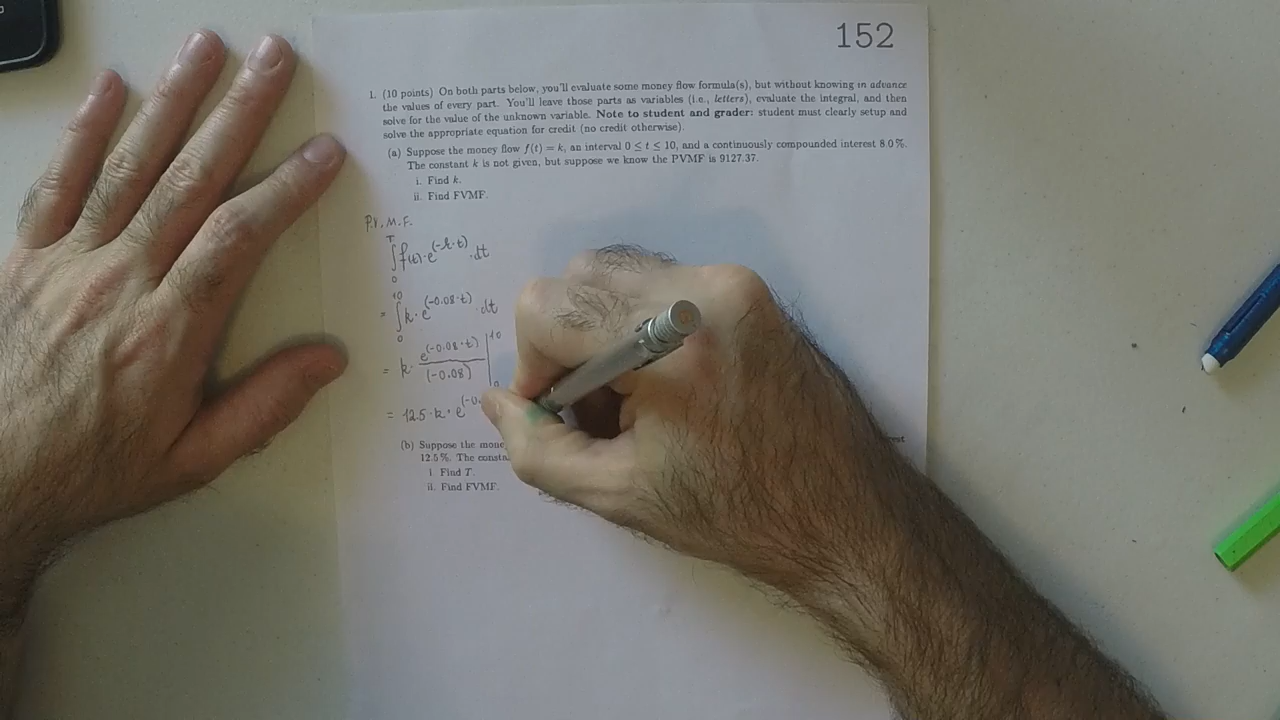 152
1. (10 points) On both parts below, you'll evaluate some money flow formula(s), but without knowing in advance
the values of every part. You'll leave those parts as variables (i.e., letters), evaluate the integral, and then
solve for the value of the unknown variable. Note to student and grader: student must clearly setup and
solve the appropriate equation for credit (no credit otherwise).
(a) Suppose the money flow f(t) = k, an interval 0 ≤ t ≤ 10, and a continuously compounded interest 8.0%.
The constant k is not given, but suppose we know the PVMF is 9127.37.
i. Find k.
ii. Find FVMF.
P.V.M.F.
∫₀ᵀ f(t)·e^(-r·t)·dt
= ∫₀¹⁰ k·e^(-0.08·t)·dt
= k· e^(-0.08·t)/(-0.08) |₀¹⁰
= 12.5·k·e^(-0.
(b) Suppose the mone
12.5%. The consta
i. Find T.
ii. Find FVMF.